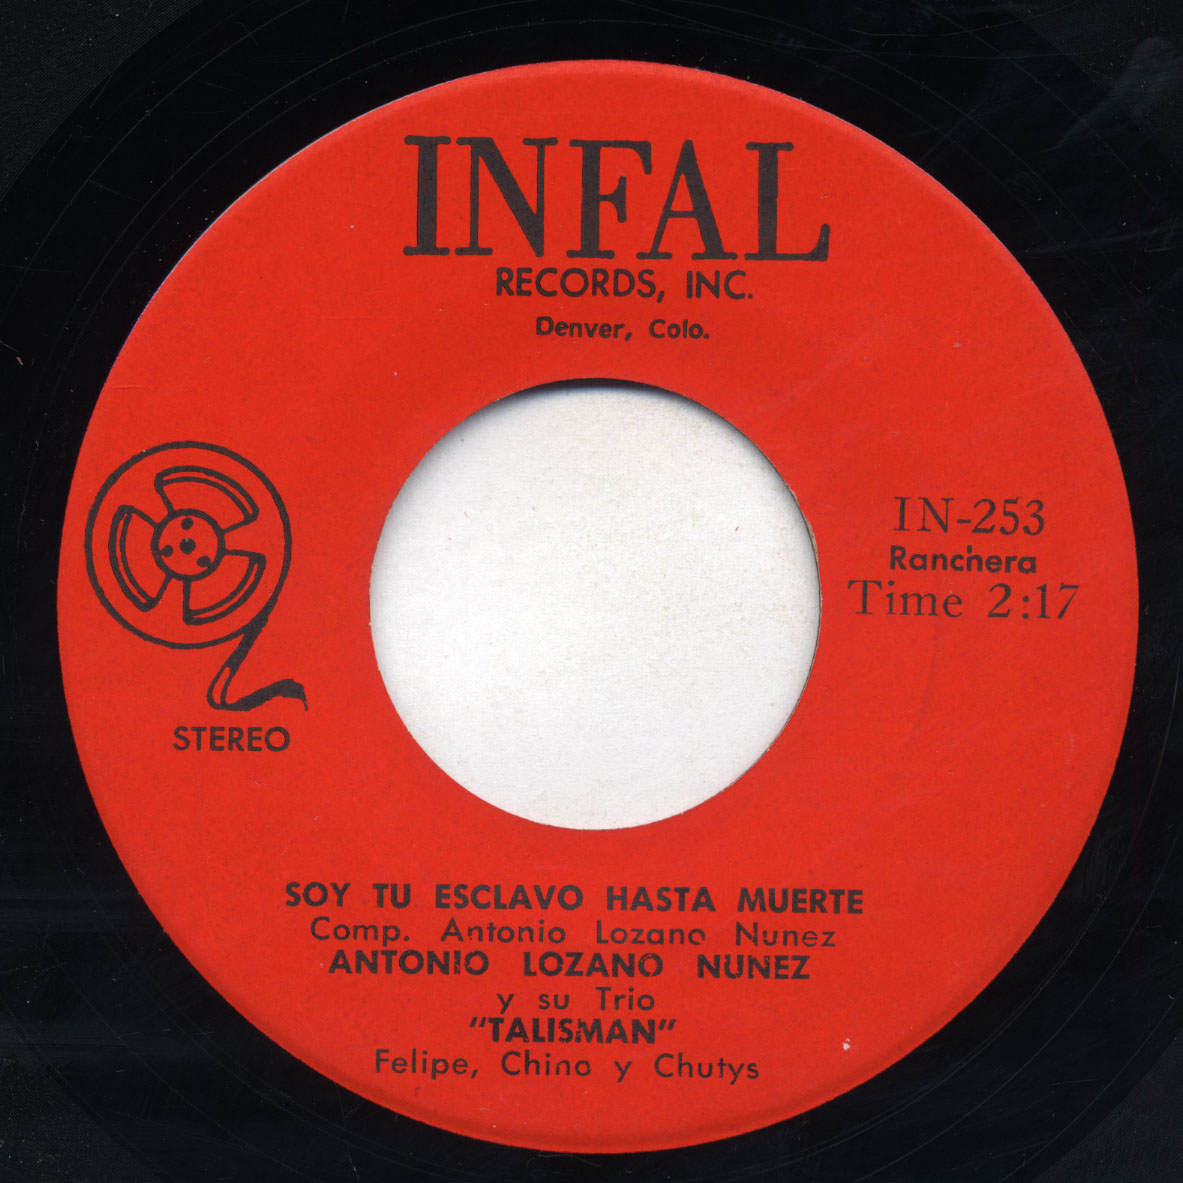 INFAL
RECORDS, INC.
Denver, Colo.
IN-253
Ranchera
Time 2:17
STEREO
SOY TU ESCLAVO HASTA MUERTE
Comp. Antonio Lozano Nunez
ANTONIO LOZANO NUNEZ
y su Trio
"TALISMAN"
Felipe, Chino y Chutys